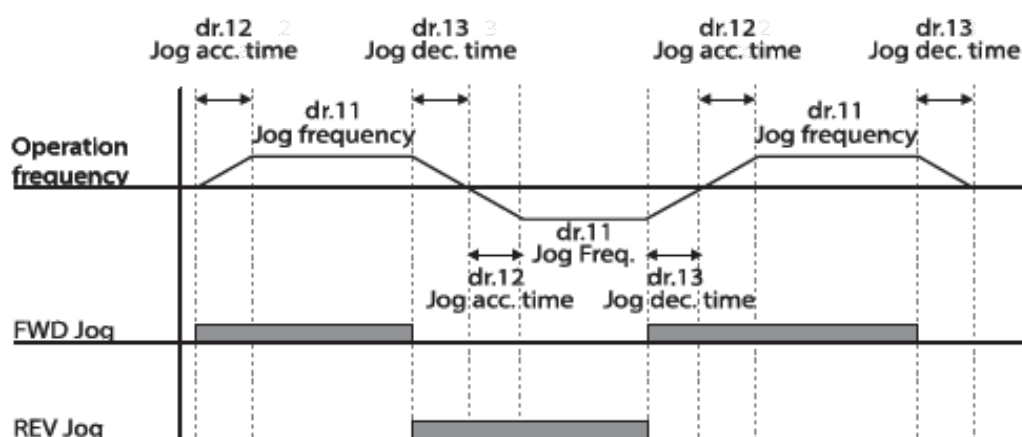 dr.12
Jog acc. time
dr.13
Jog dec. time
dr.12
Jog acc. time
dr.13
Jog dec. time
dr.11
Jog frequency
dr.11
Jog frequency
Operation
frequency
dr.11
Jog Freq.
dr.12
Jog acc. time
dr.13
Jog dec. time
FWD Jog
REV Jog